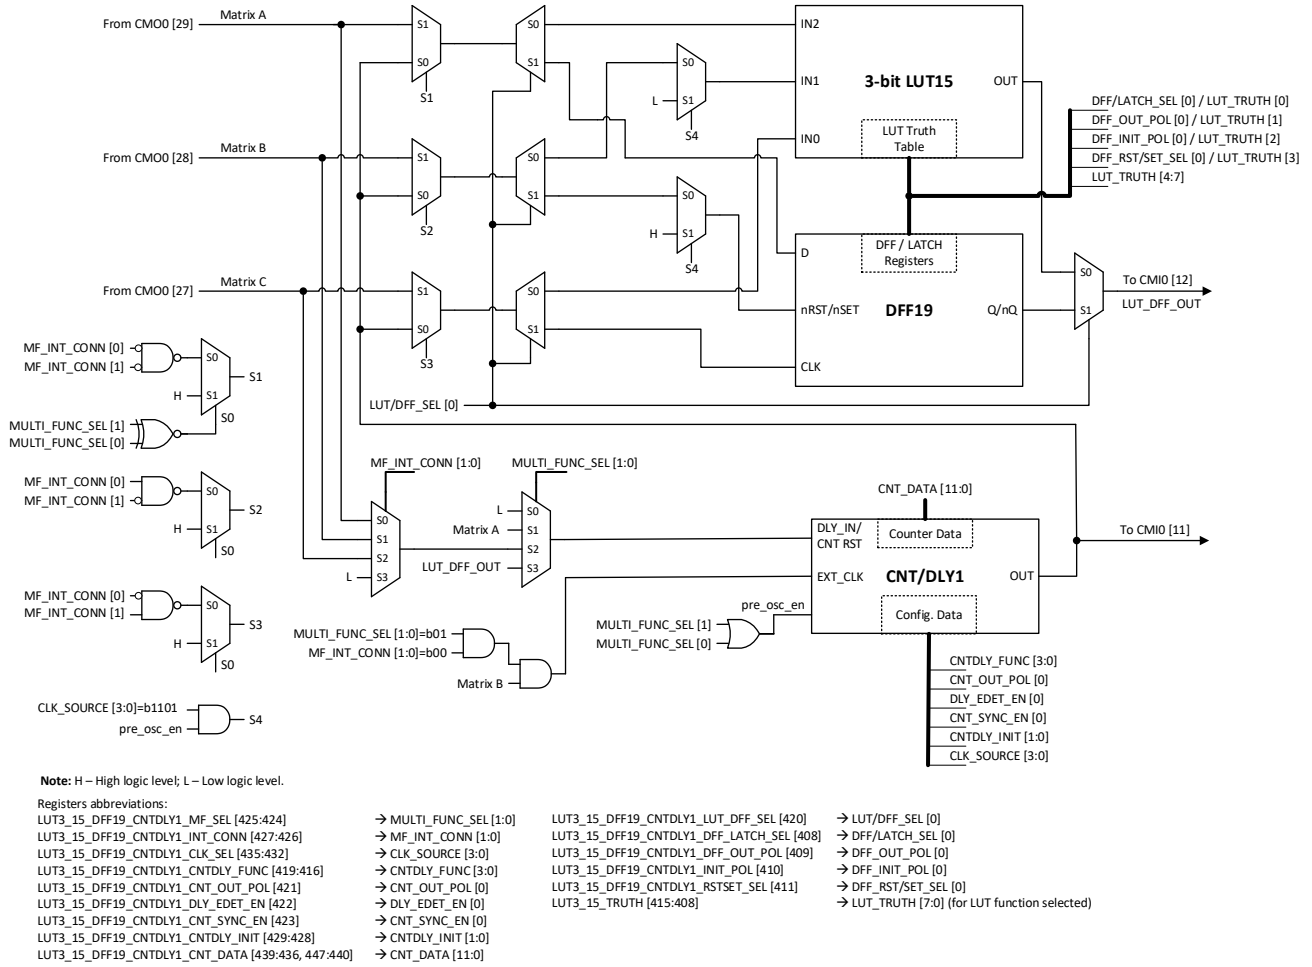 From CMO0 [29]
Matrix A
S1
S0
S1
S0
S1
IN2
IN1
IN0
3-bit LUT15
OUT
LUT Truth
Table
S0
L
S1
S4
DFF/LATCH_SEL [0] / LUT_TRUTH [0]
DFF_OUT_POL [0] / LUT_TRUTH [1]
DFF_INIT_POL [0] / LUT_TRUTH [2]
DFF_RST/SET_SEL [0] / LUT_TRUTH [3]
LUT_TRUTH [4:7]
From CMO0 [28]
Matrix B
S1
S0
S2
S0
S1
S0
H
S1
S4
DFF / LATCH
Registers
D
nRST/nSET
DFF19
Q/nQ
CLK
S0
S1
To CMI0 [12]
LUT_DFF_OUT
From CMO0 [27]
Matrix C
S1
S0
S3
S0
S1
LUT/DFF_SEL [0]
MF_INT_CONN [0]
MF_INT_CONN [1]
S0
H
S1
S1
S0
MULTI_FUNC_SEL [1]
MULTI_FUNC_SEL [0]
MF_INT_CONN [0]
MF_INT_CONN [1]
S0
H
S1
S2
S0
MF_INT_CONN [0]
MF_INT_CONN [1]
S0
H
S1
S3
S0
CLK_SOURCE [3:0]=b1101
pre_osc_en
S4
MF_INT_CONN [1:0]
S0
S1
S2
L
S3
MULTI_FUNC_SEL [1:0]
L
S0
Matrix A
S1
S2
LUT_DFF_OUT
S3
MULTI_FUNC_SEL [1:0]=b01
MF_INT_CONN [1:0]=b00
Matrix B
MULTI_FUNC_SEL [1]
MULTI_FUNC_SEL [0]
pre_osc_en
CNT_DATA [11:0]
DLY_IN/
CNT RST
Counter Data
EXT_CLK
CNT/DLY1
OUT
Config. Data
To CMI0 [11]
CNTDLY_FUNC [3:0]
CNT_OUT_POL [0]
DLY_EDET_EN [0]
CNT_SYNC_EN [0]
CNTDLY_INIT [1:0]
CLK_SOURCE [3:0]
Note: H – High logic level; L – Low logic level.
Registers abbreviations:
LUT3_15_DFF19_CNTDLY1_MF_SEL [425:424] → MULTI_FUNC_SEL [1:0]
LUT3_15_DFF19_CNTDLY1_INT_CONN [427:426] → MF_INT_CONN [1:0]
LUT3_15_DFF19_CNTDLY1_CLK_SEL [435:432] → CLK_SOURCE [3:0]
LUT3_15_DFF19_CNTDLY1_CNTDLY_FUNC [419:416] → CNTDLY_FUNC [3:0]
LUT3_15_DFF19_CNTDLY1_CNT_OUT_POL [421] → CNT_OUT_POL [0]
LUT3_15_DFF19_CNTDLY1_DLY_EDET_EN [422] → DLY_EDET_EN [0]
LUT3_15_DFF19_CNTDLY1_CNT_SYNC_EN [423] → CNT_SYNC_EN [0]
LUT3_15_DFF19_CNTDLY1_CNTDLY_INIT [429:428] → CNTDLY_INIT [1:0]
LUT3_15_DFF19_CNTDLY1_CNT_DATA [439:436, 447:440] → CNT_DATA [11:0]
LUT3_15_DFF19_CNTDLY1_LUT_DFF_SEL [420] → LUT/DFF_SEL [0]
LUT3_15_DFF19_CNTDLY1_DFF_LATCH_SEL [408] → DFF/LATCH_SEL [0]
LUT3_15_DFF19_CNTDLY1_DFF_OUT_POL [409] → DFF_OUT_POL [0]
LUT3_15_DFF19_CNTDLY1_INIT_POL [410] → DFF_INIT_POL [0]
LUT3_15_DFF19_CNTDLY1_RSTSET_SEL [411] → DFF_RST/SET_SEL [0]
LUT3_15_TRUTH [415:408] → LUT_TRUTH [7:0] (for LUT function selected)